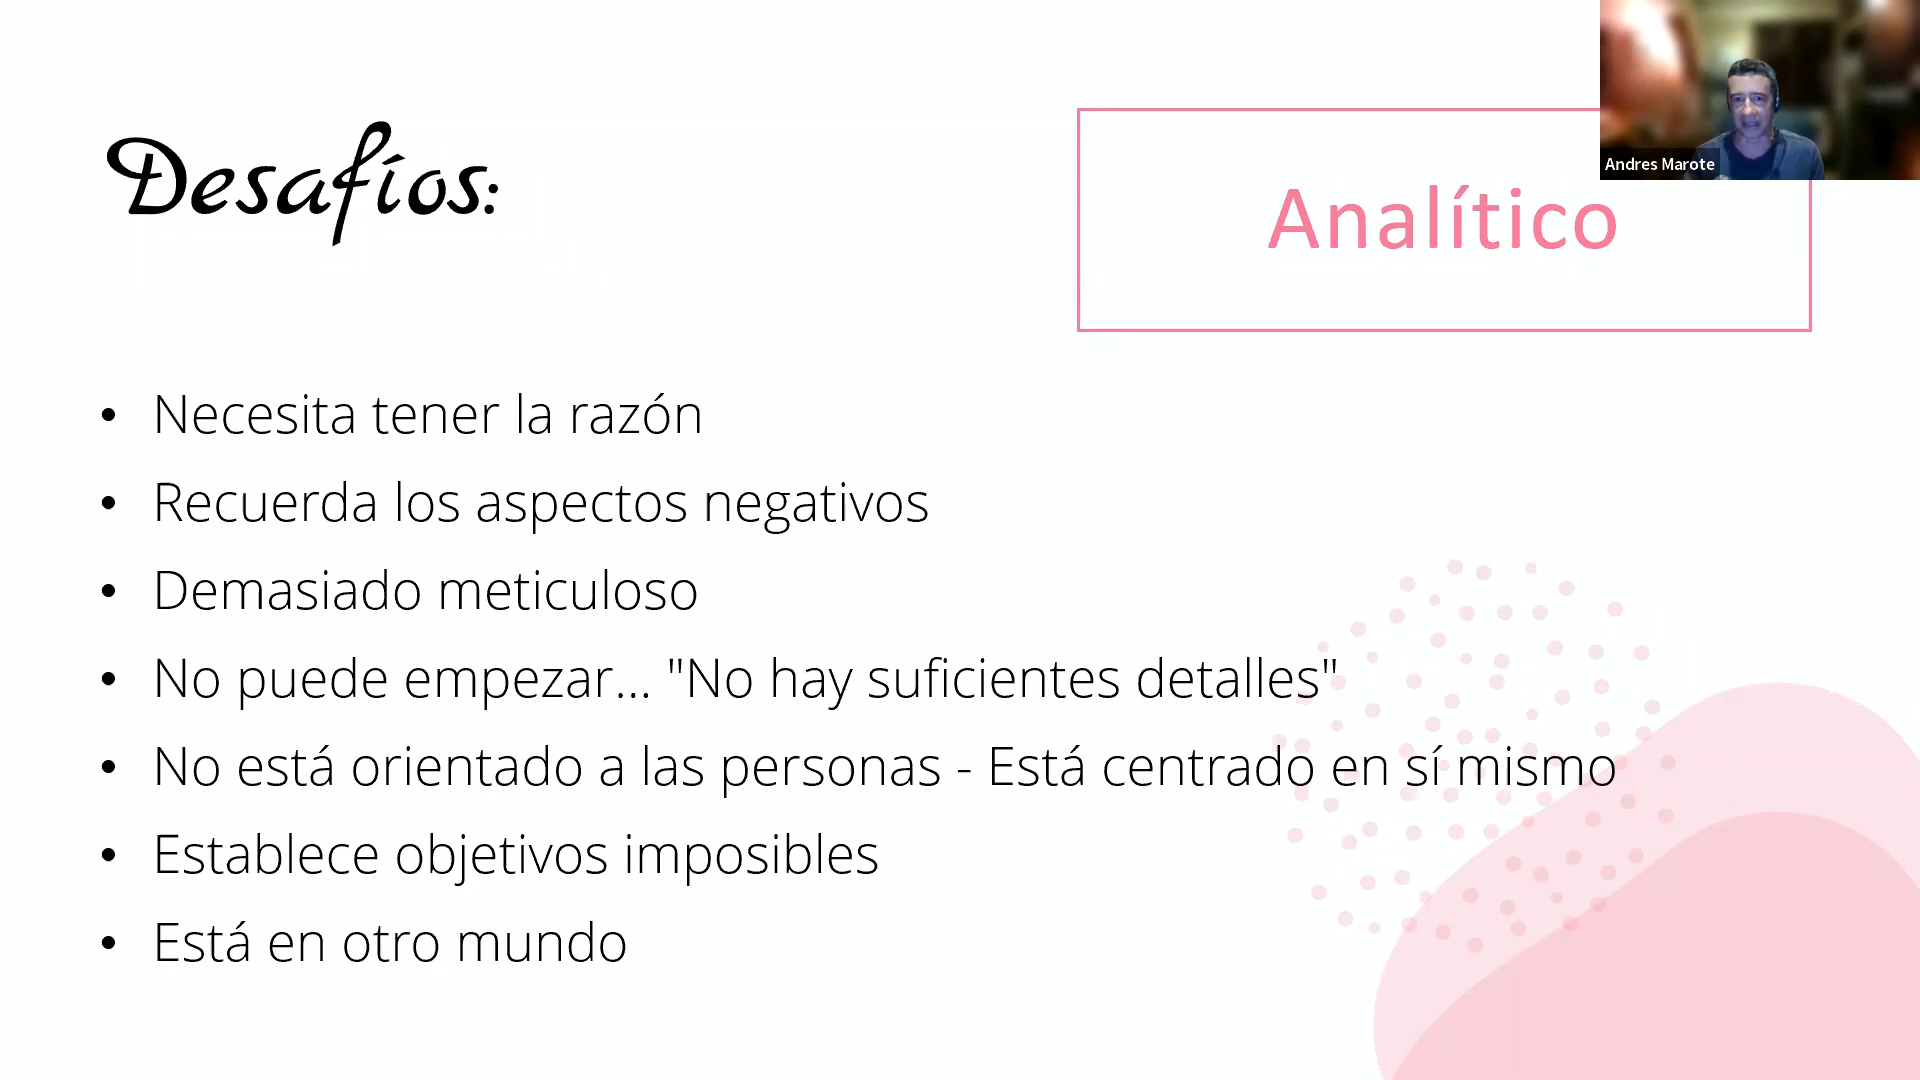 Andres Marote
Desafíos:
Analítico
• Necesita tener la razón
• Recuerda los aspectos negativos
• Demasiado meticuloso
• No puede empezar... "No hay suficientes detalles"
• No está orientado a las personas - Está centrado en sí mismo
• Establece objetivos imposibles
• Está en otro mundo